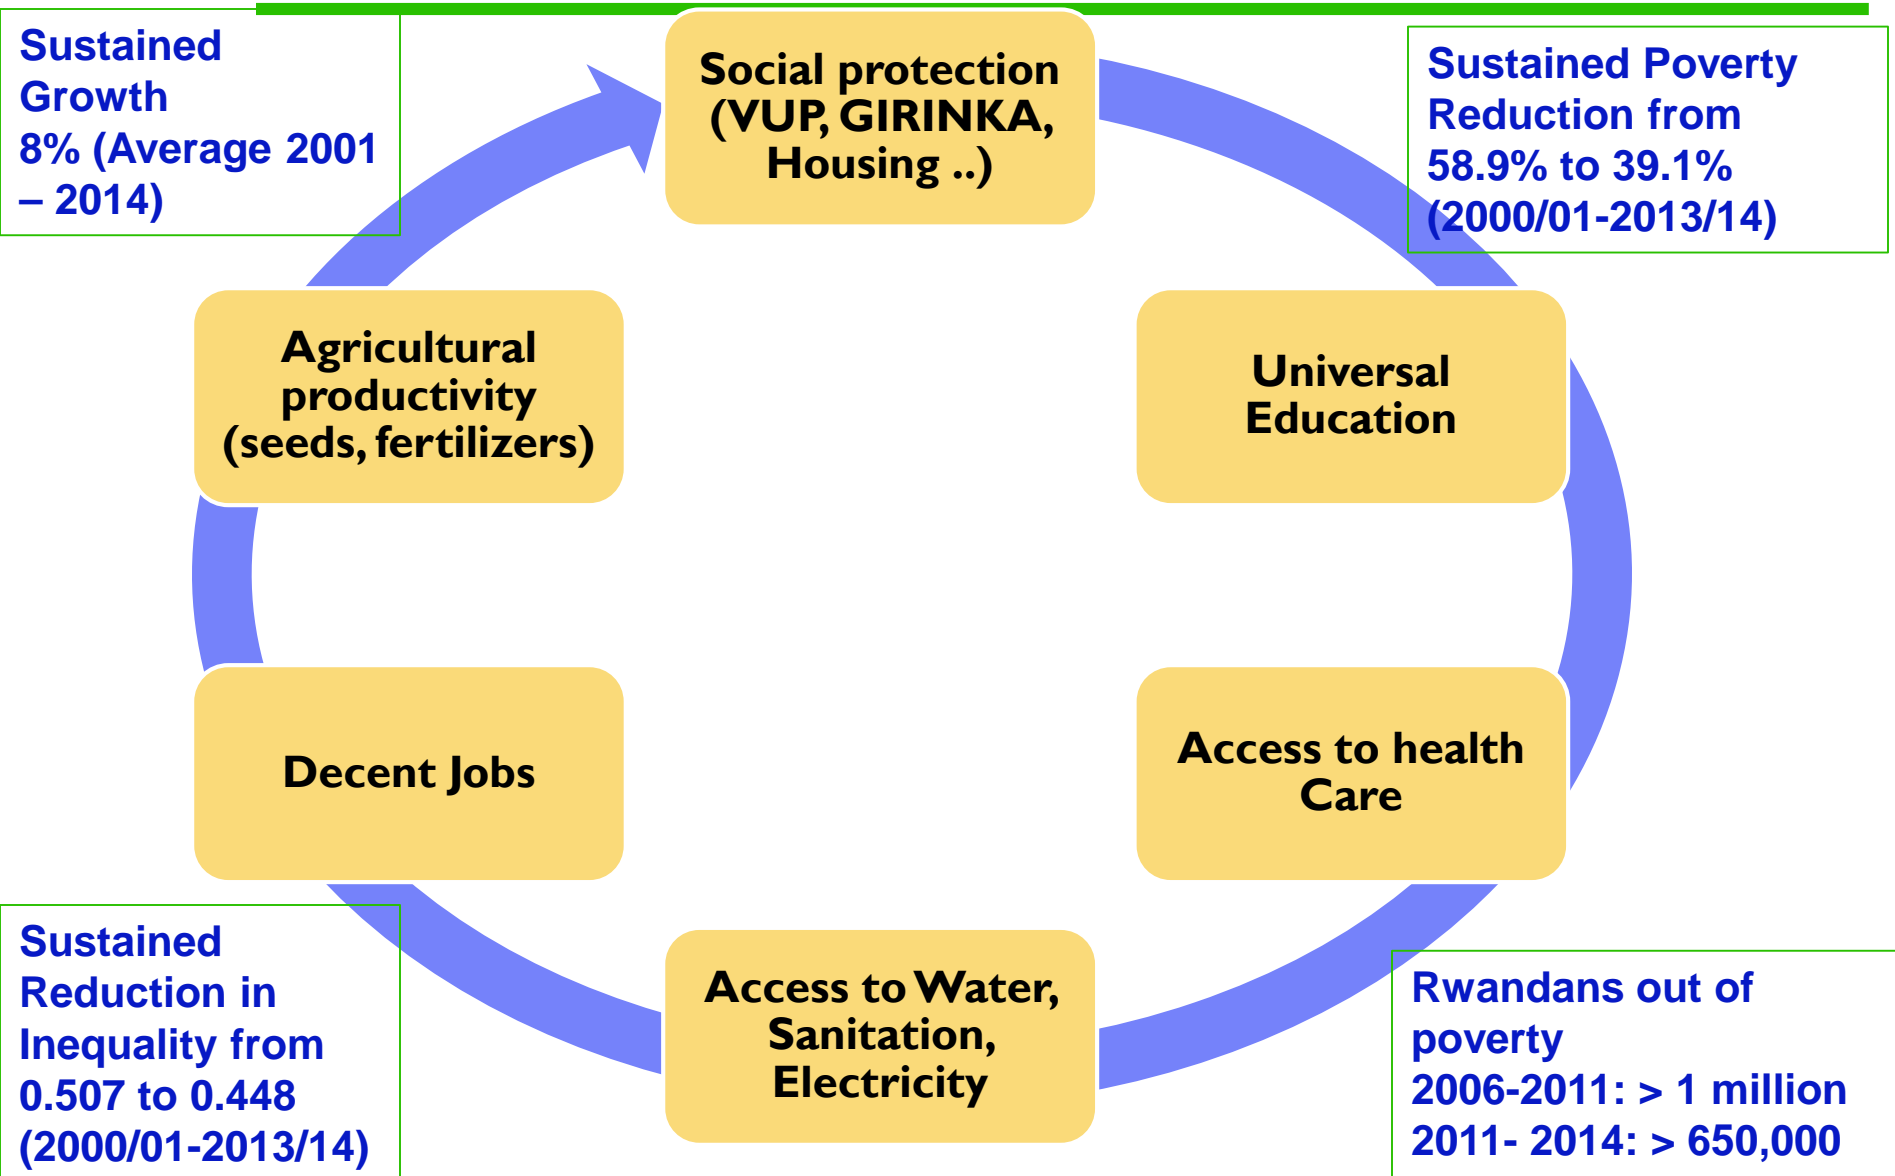 Sustained
Growth
8% (Average 2001
– 2014)
Social protection
(VUP, GIRINKA,
Housing ..)
Sustained Poverty
Reduction from
58.9% to 39.1%
(2000/01-2013/14)
Agricultural
productivity
(seeds, fertilizers)
Universal
Education
Decent Jobs
Access to health
Care
Sustained
Reduction in
Inequality from
0.507 to 0.448
(2000/01-2013/14)
Access to Water,
Sanitation,
Electricity
Rwandans out of
poverty
2006-2011: > 1 million
2011- 2014: > 650,000